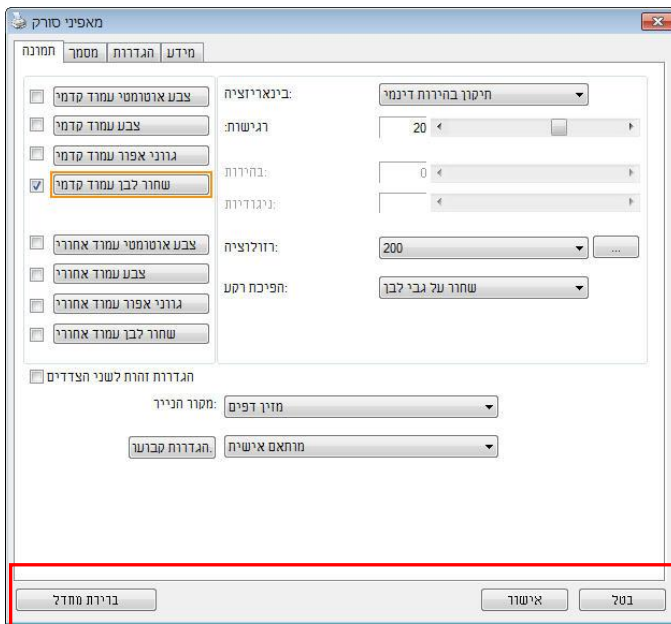 מאפיני סורק
תמונה מסמך הגדרות מידע
צבע אוטומטי עמוד קדמי
צבע עמוד קדמי
גווני אפור עמוד קדמי
שחור לבן עמוד קדמי
צבע אוטומטי עמוד אחורי
צבע עמוד אחורי
גווני אפור עמוד אחורי
שחור לבן עמוד אחורי
בינאריזציה: תיקון בהירות דינמי
רגישות: 20
בהירות: 0
ניגודיות:
רזולוציה: 200 ...
הפיכת רקע: שחור על גבי לבן
הגדרות זהות לשני הצדדים
מקור הנייר: מזין דפים
הגדרות קבועו. מותאם אישית
ברירת מחדל אישור בטל